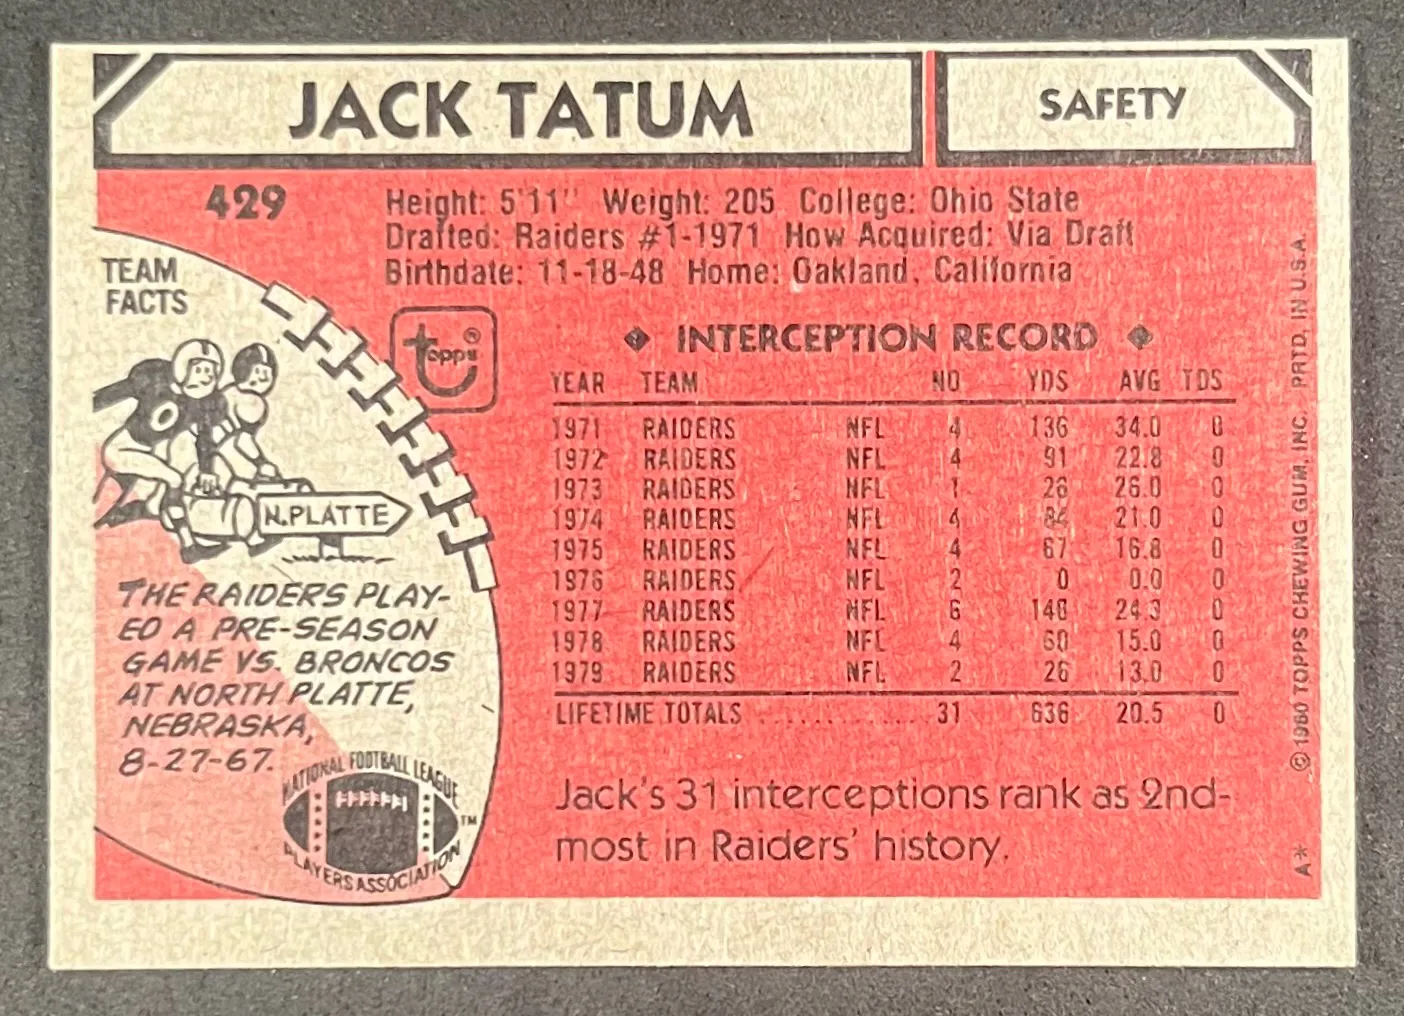 JACK TATUM
SAFETY
429
Height: 5'11" Weight: 205 College: Ohio State
Drafted: Raiders #1-1971 How Acquired: Via Draft
Birthdate: 11-18-48 Home: Oakland, California
TEAM
FACTS
topps®
N. PLATTE
THE RAIDERS PLAY-
ED A PRE-SEASON
GAME VS. BRONCOS
AT NORTH PLATTE,
NEBRASKA,
8-27-67.
NATIONAL FOOTBALL LEAGUE
PLAYERS ASSOCIATION
TM
◆ INTERCEPTION RECORD ◆
YEAR TEAM NO YDS AVG TDS
1971 RAIDERS NFL 4 136 34.0 0
1972 RAIDERS NFL 4 91 22.8 0
1973 RAIDERS NFL 1 26 26.0 0
1974 RAIDERS NFL 4 84 21.0 0
1975 RAIDERS NFL 4 67 16.8 0
1976 RAIDERS NFL 2 0 0.0 0
1977 RAIDERS NFL 6 146 24.3 0
1978 RAIDERS NFL 4 60 15.0 0
1979 RAIDERS NFL 2 26 13.0 0
LIFETIME TOTALS .............. 31 636 20.5 0
Jack's 31 interceptions rank as 2nd-
most in Raiders' history.
A* © 1980 TOPPS CHEWING GUM, INC. PRTD. IN U.S.A.